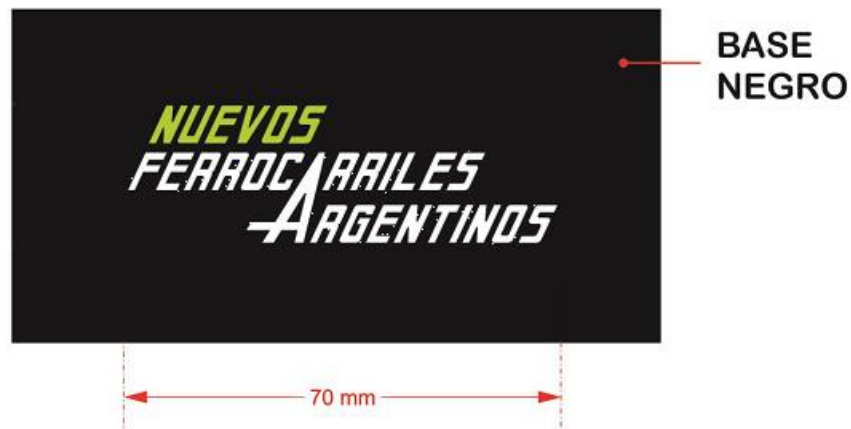 BASE
NEGRO
NUEVOS
FERROCARRILES
ARGENTINOS
70 mm